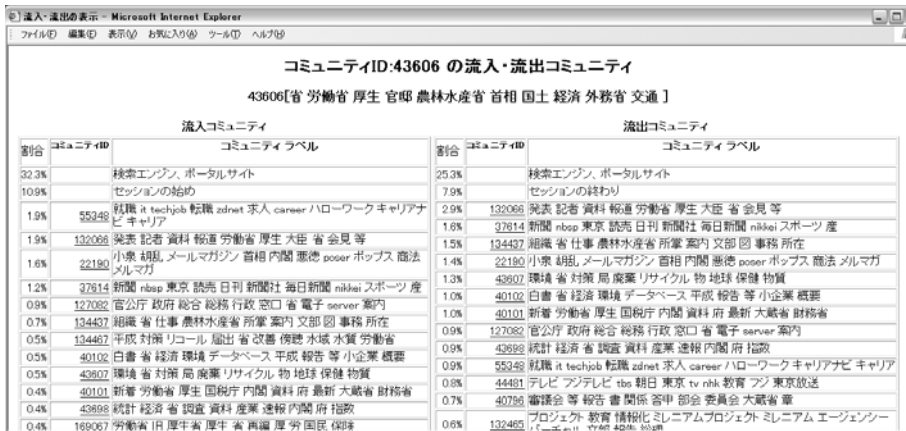 流入・流出の表示 - Microsoft Internet Explorer
ファイル(F) 編集(E) 表示(V) お気に入り(A) ツール(T) ヘルプ(H)
コミュニティID:43606 の流入・流出コミュニティ
43606[省 労働省 厚生 官邸 農林水産省 首相 国土 経済 外務省 交通 ]
流入コミュニティ
割合 コミュニティID コミュニティ ラベル
32.3% 検索エンジン、ポータルサイト
10.9% セッションの始め
1.9% 55348 就職 it techjob 転職 zdnet 求人 career ハローワーク キャリアナ
ビ キャリア
1.9% 132066 発表 記者 資料 報道 労働省 厚生 大臣 省 会見 等
1.6% 22190 小泉 胡乱 メールマガジン 首相 内閣 悪徳 poser ポップス 商法
メルマガ
1.2% 37614 新聞 nbsp 東京 読売 日刊 新聞社 毎日新聞 nikkei スポーツ 産
0.9% 127082 官公庁 政府 総合 総務 行政 窓口 省 電子 server 案内
0.7% 134437 組織 省 仕事 農林水産省 所掌 案内 文部 図 事務 所在
0.5% 134467 平成 対策 リコール 届出 省 改善 傍聴 水域 水質 労働省
0.5% 40102 白書 省 経済 環境 データベース 平成 報告 等 小企業 概要
0.5% 43607 環境 省 対策 局 廃棄 リサイクル 物 地球 保健 物質
0.4% 40101 新着 労働省 厚生 国税庁 内閣 資料 府 最新 大蔵省 財務省
0.4% 43698 統計 経済 省 調査 資料 産業 速報 内閣 府 指数
0.4% 169067 労働省 旧 厚生省 厚生 省 再編 厚 労 国民 保険
流出コミュニティ
割合 コミュニティID コミュニティ ラベル
25.3% 検索エンジン、ポータルサイト
7.9% セッションの終わり
2.9% 132066 発表 記者 資料 報道 労働省 厚生 大臣 省 会見 等
1.6% 37614 新聞 nbsp 東京 読売 日刊 新聞社 毎日新聞 nikkei スポーツ 産
1.5% 134437 組織 省 仕事 農林水産省 所掌 案内 文部 図 事務 所在
1.4% 22190 小泉 胡乱 メールマガジン 首相 内閣 悪徳 poser ポップス 商法 メルマガ
1.3% 43607 環境 省 対策 局 廃棄 リサイクル 物 地球 保健 物質
1.0% 40102 白書 省 経済 環境 データベース 平成 報告 等 小企業 概要
1.0% 40101 新着 労働省 厚生 国税庁 内閣 資料 府 最新 大蔵省 財務省
0.9% 127082 官公庁 政府 総合 総務 行政 窓口 省 電子 server 案内
0.9% 43698 統計 経済 省 調査 資料 産業 速報 内閣 府 指数
0.9% 55348 就職 it techjob 転職 zdnet 求人 career ハローワーク キャリアナビ キャリア
0.8% 44481 テレビ フジテレビ tbs 朝日 東京 tv nhk 教育 フジ 東京放送
0.7% 40796 審議会 等 報告 書 関係 答申 部会 委員会 大蔵省 章
0.6% 132465 プロジェクト 教育 情報化 ミレニアムプロジェクト ミレニアム エージェンシー